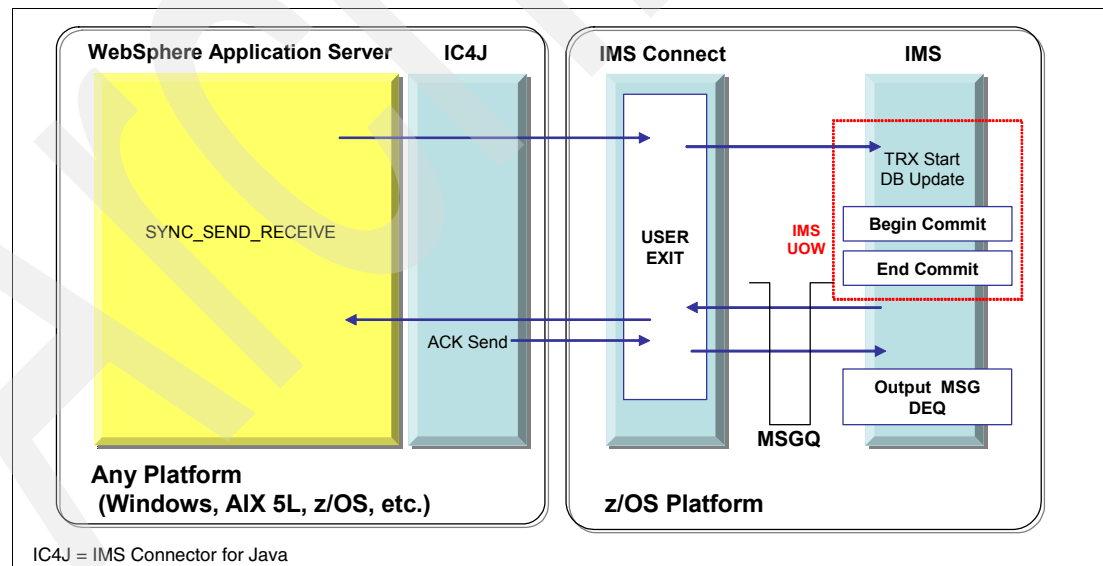 WebSphere Application Server
IC4J
IMS Connect
IMS
TRX Start
DB Update
SYNC_SEND_RECEIVE
USER
EXIT
IMS
UOW
Begin Commit
End Commit
ACK Send
Output MSG
DEQ
MSGQ
Any Platform
(Windows, AIX 5L, z/OS, etc.)
z/OS Platform
IC4J = IMS Connector for Java